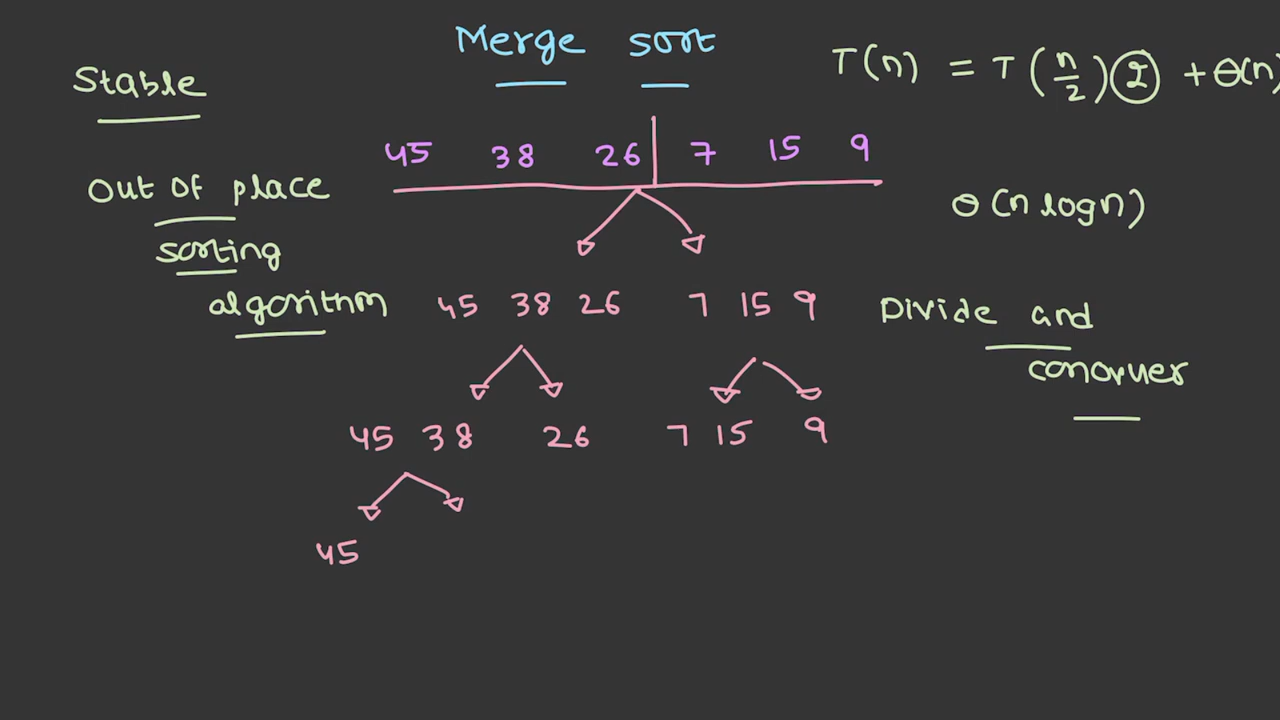 Merge sort
T(n) = T(n/2)2 + θ(n)
Stable
45 38 26 7 15 9
Out of place
sorting
algorithm
θ(n logn)
45 38 26 7 15 9
Divide and
conqruer
45 38 26 7 15 9
45